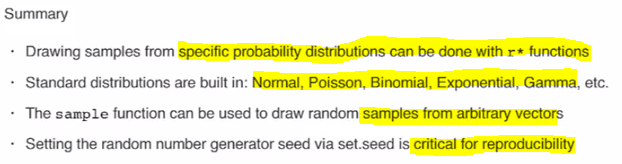 Summary
· Drawing samples from specific probability distributions can be done with r* functions
· Standard distributions are built in: Normal, Poisson, Binomial, Exponential, Gamma, etc.
· The sample function can be used to draw random samples from arbitrary vectors
· Setting the random number generator seed via set.seed is critical for reproducibility